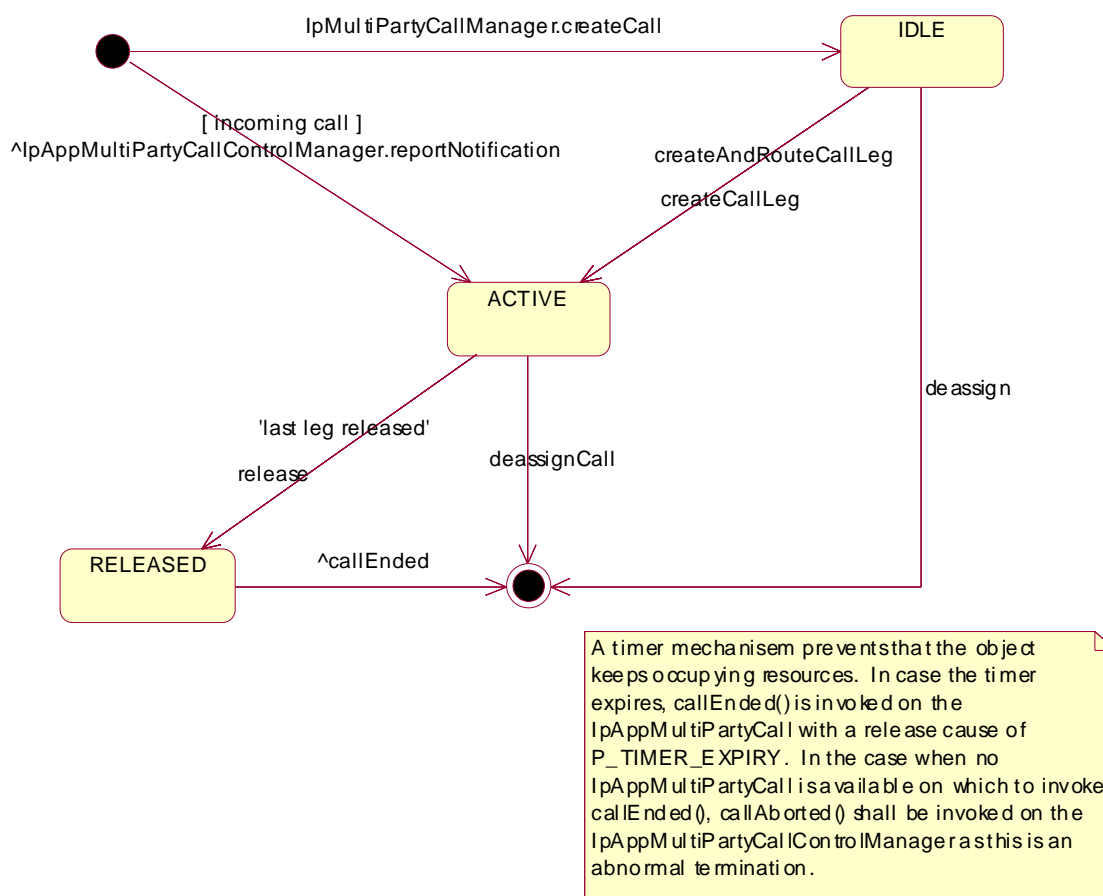 IpMultiPartyCallManager.createCall
IDLE
[ incoming call ]
^IpAppMultiPartyCallControlManager.reportNotification
createAndRouteCallLeg
createCallLeg
ACTIVE
deassign
'last leg released'
release
deassignCall
RELEASED
^callEnded
A timer mechanisem prevents that the object
keeps occupying resources. In case the timer
expires, callEnded() is invoked on the
IpAppMultiPartyCall with a release cause of
P_TIMER_EXPIRY. In the case when no
IpAppMultiPartyCall is available on which to invoke
callEnded(), callAborted() shall be invoked on the
IpAppMultiPartyCallControlManager as this is an
abnormal termination.